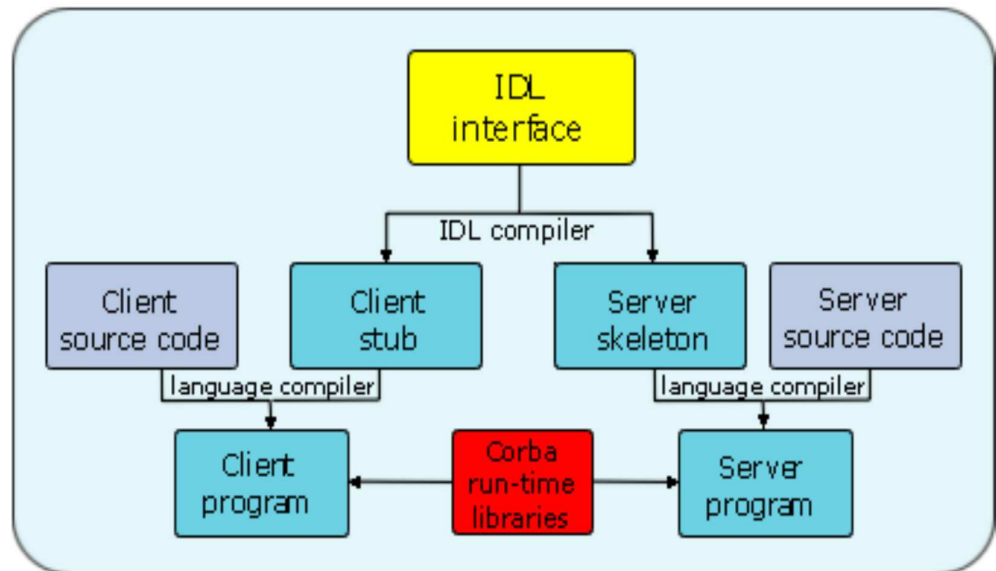 IDL
interface
IDL compiler
Client
source code
Client
stub
Server
skeleton
Server
source code
language compiler
language compiler
Client
program
Corba
run-time
libraries
Server
program